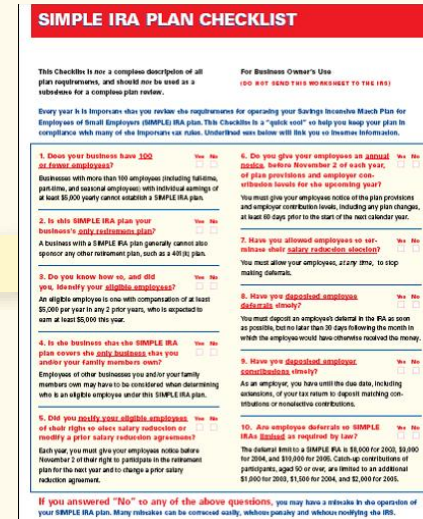 SIMPLE IRA PLAN CHECKLIST
This Checklist is not a complete description of all
plan requirements, and should not be used as a
substitute for a complete plan review.
For Business Owner's Use
(DO NOT SEND THIS WORKSHEET TO THE IRS)
Every year it is important that you review the requirements for operating your Savings Incentive Match Plan for
Employees of Small Employers (SIMPLE) IRA plan. This Checklist is a "quick tool" to help you keep your plan in
compliance with many of the important tax rules. Underlined text below will link you to Internet information.
1. Does your business have 100
or fewer employees?
Yes No
Businesses with more than 100 employees (including full-time,
part-time, and seasonal employees) with individual earnings of
at least $5,000 yearly cannot establish a SIMPLE IRA plan.
2. Is this SIMPLE IRA plan your
business's only retirement plan?
Yes No
A business with a SIMPLE IRA plan generally cannot also
sponsor any other retirement plan, such as a 401(k) plan.
3. Do you know how to, and did
you, identify your eligible employees?
Yes No
An eligible employee is one with compensation of at least
$5,000 per year in any 2 prior years, who is expected to
earn at least $5,000 this year.
4. Is the business that the SIMPLE IRA
plan covers the only business that you
and/or your family members own?
Yes No
Employees of other businesses you and/or your family
members own may have to be considered when determining
who is an eligible employee under this SIMPLE IRA plan.
5. Did you notify your eligible employees
of their right to elect salary reduction or
modify a prior salary reduction agreement?
Yes No
Each year, you must give your employees notice before
November 2 of their right to participate in the retirement
plan for the next year and to change a prior salary
reduction agreement.
6. Do you give your employees an annual
notice, before November 2 of each year,
of plan provisions and employer con-
tribution levels for the upcoming year?
Yes No
You must give your employees notice of the plan provisions
and employer contribution levels, including any plan changes,
at least 60 days prior to the start of the next calendar year.
7. Have you allowed employees to ter-
minate their salary reduction election?
Yes No
You must allow your employees, at any time, to stop
making deferrals.
8. Have you deposited employee
deferrals timely?
Yes No
You must deposit an employee's deferral in the IRA as soon
as possible, but no later than 30 days following the month in
which the employee would have otherwise received the money.
9. Have you deposited employer
contributions timely?
Yes No
As an employer, you have until the due date, including
extensions, of your tax return to deposit matching con-
tributions or nonelective contributions.
10. Are employee deferrals to SIMPLE
IRAs limited as required by law?
Yes No
The deferral limit to a SIMPLE IRA is $8,000 for 2003, $9,000
for 2004, and $10,000 for 2005. Catch-up contributions of
participants, aged 50 or over, are limited to an additional
$1,000 for 2003, $1,500 for 2004, and $2,000 for 2005.
If you answered "No" to any of the above questions, you may have a mistake in the operation of
your SIMPLE IRA plan. Many mistakes can be corrected easily, without penalty and without notifying the IRS.